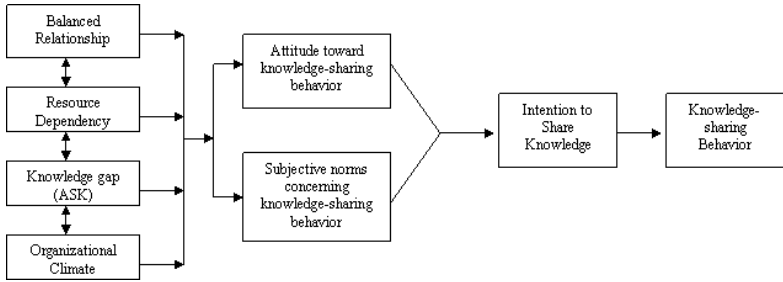 Balanced
Relationship
Resource
Dependency
Knowledge gap
(ASK)
Organizational
Climate
Attitude toward
knowledge-sharing
behavior
Subjective norms
concerning
knowledge-sharing
behavior
Intention to
Share
Knowledge
Knowledge-
sharing
Behavior